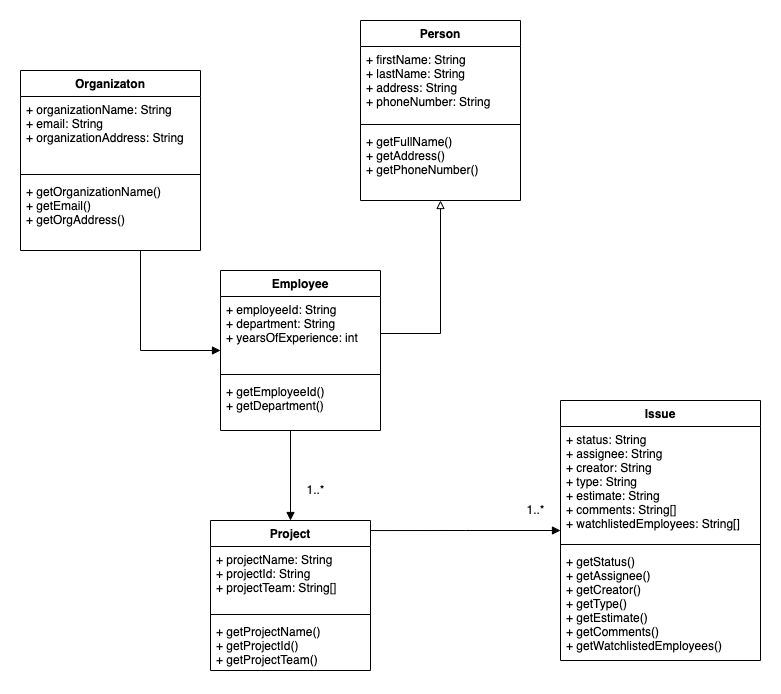 Person
+ firstName: String
+ lastName: String
+ address: String
+ phoneNumber: String
+ getFullName()
+ getAddress()
+ getPhoneNumber()
Organizaton
+ organizationName: String
+ email: String
+ organizationAddress: String
+ getOrganizationName()
+ getEmail()
+ getOrgAddress()
Employee
+ employeeId: String
+ department: String
+ yearsOfExperience: int
+ getEmployeeId()
+ getDepartment()
1..*
Project
+ projectName: String
+ projectId: String
+ projectTeam: String[]
+ getProjectName()
+ getProjectId()
+ getProjectTeam()
1..*
Issue
+ status: String
+ assignee: String
+ creator: String
+ type: String
+ estimate: String
+ comments: String[]
+ watchlistedEmployees: String[]
+ getStatus()
+ getAssignee()
+ getCreator()
+ getType()
+ getEstimate()
+ getComments()
+ getWatchlistedEmployees()